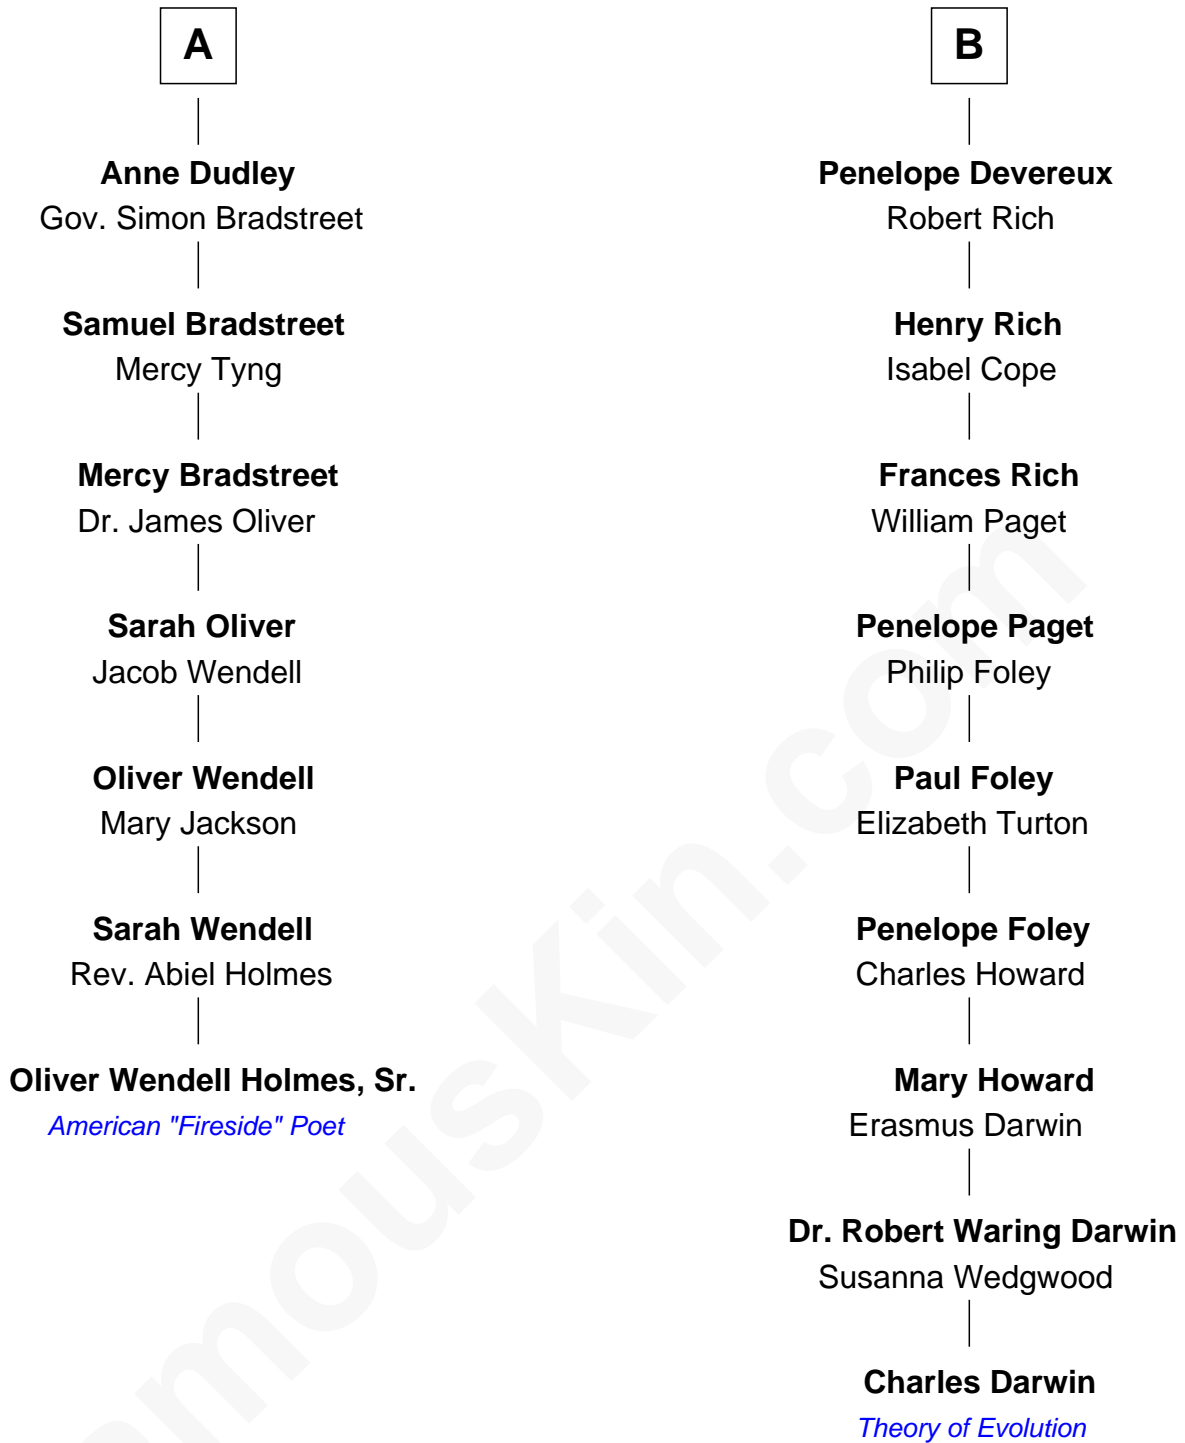 A
Anne Dudley
Gov. Simon Bradstreet
Samuel Bradstreet
Mercy Tyng
Mercy Bradstreet
Dr. James Oliver
Sarah Oliver
Jacob Wendell
Oliver Wendell
Mary Jackson
Sarah Wendell
Rev. Abiel Holmes
Oliver Wendell Holmes, Sr.
American "Fireside" Poet
B
Penelope Devereux
Robert Rich
Henry Rich
Isabel Cope
Frances Rich
William Paget
Penelope Paget
Philip Foley
Paul Foley
Elizabeth Turton
Penelope Foley
Charles Howard
Mary Howard
Erasmus Darwin
Dr. Robert Waring Darwin
Susanna Wedgwood
Charles Darwin
Theory of Evolution